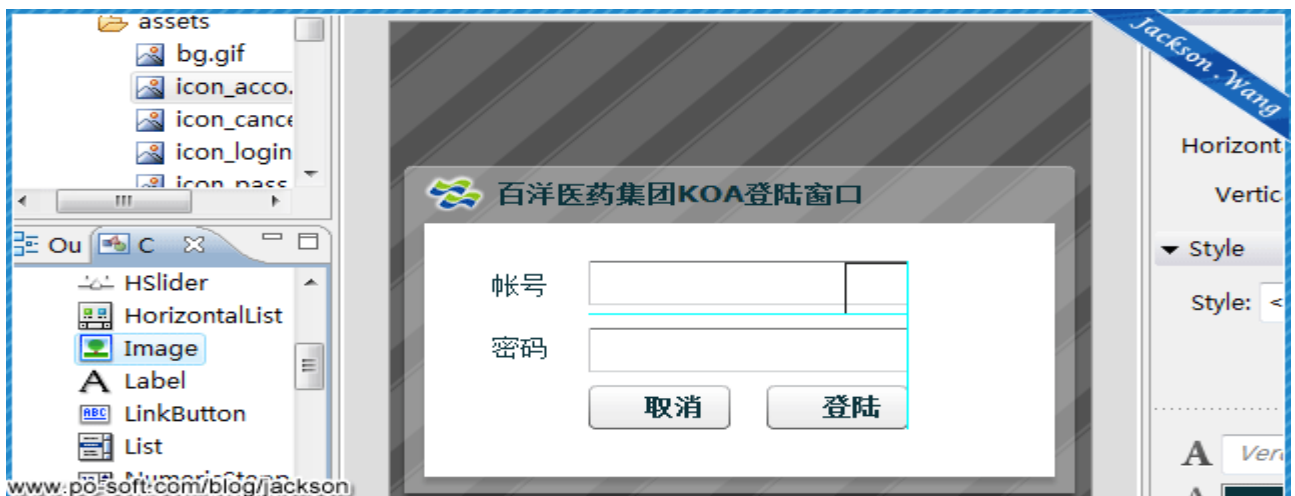 assets
bg.gif
icon_acco.
icon_cance
icon_login
icon_pass
Ou
C
HSlider
HorizontalList
Image
Label
LinkButton
List
www.po-soft.com/blog/jackson
百洋医药集团KOA登陆窗口
帐号
密码
取消
登陆
Jackson.Wang
Horizont
Vertic
Style
Style: <
A